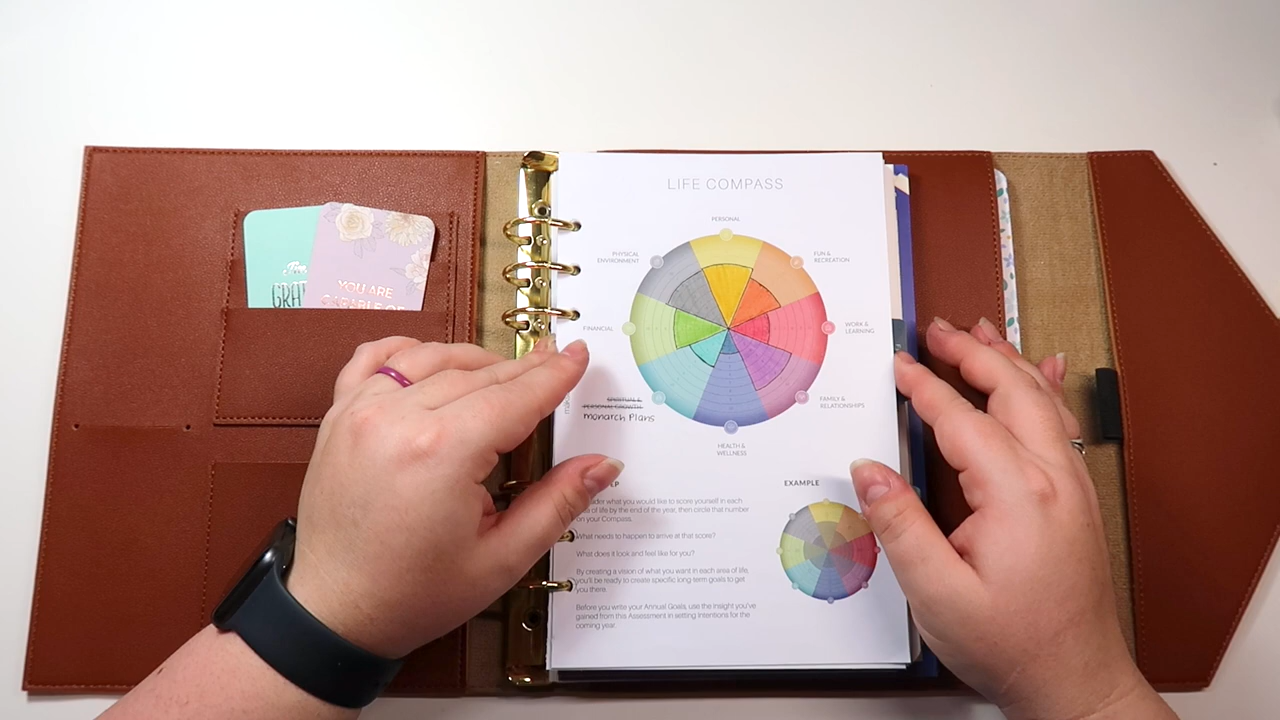 LIFE COMPASS
PERSONAL
PHYSICAL
ENVIRONMENT
FUN &
RECREATION
FINANCIAL
WORK &
LEARNING
SPIRITUAL &
PERSONAL GROWTH
monarch Plans
FAMILY &
RELATIONSHIPS
HEALTH &
WELLNESS
YOU ARE
CAPABLE OF
EXAMPLE
what you would like to score yourself in each
of life by the end of the year, then circle that number
on your Compass.
What needs to happen to arrive at that score?
What does it look and feel like for you?
By creating a vision of what you want in each area of life,
you'll be ready to create specific long term goals to get
you there.
Before you write your Annual Goals, use the insight you've
gained from this Assessment in setting intentions for the
coming year.